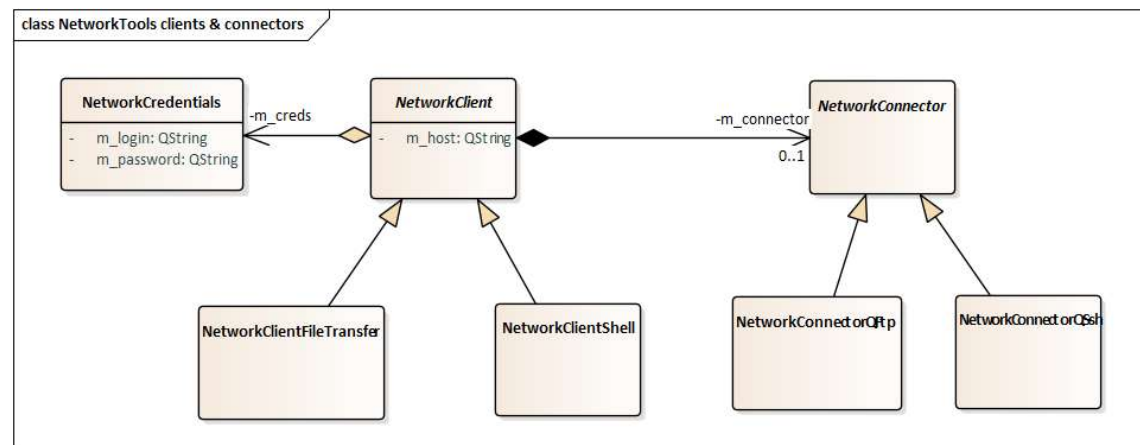 class NetworkTools clients & connectors
NetworkCredentials
- m_login: QString
- m_password: QString
-m_creds
NetworkClient
- m_host: QString
-m_connector
0..1
NetworkConnector
NetworkClientFileTransfer
NetworkClientShell
NetworkConnectorQFtp
NetworkConnectorQSsh